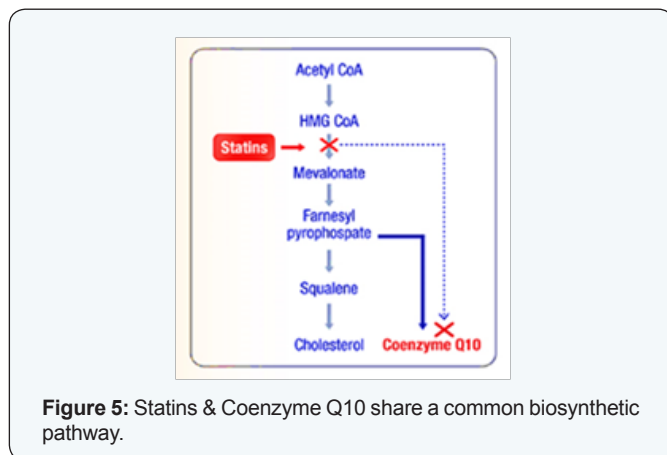 Acetyl CoA
HMG CoA
Statins
Mevalonate
Farnesyl
pyrophospate
Squalene
Cholesterol
Coenzyme Q10
Figure 5: Statins & Coenzyme Q10 share a common biosynthetic
pathway.